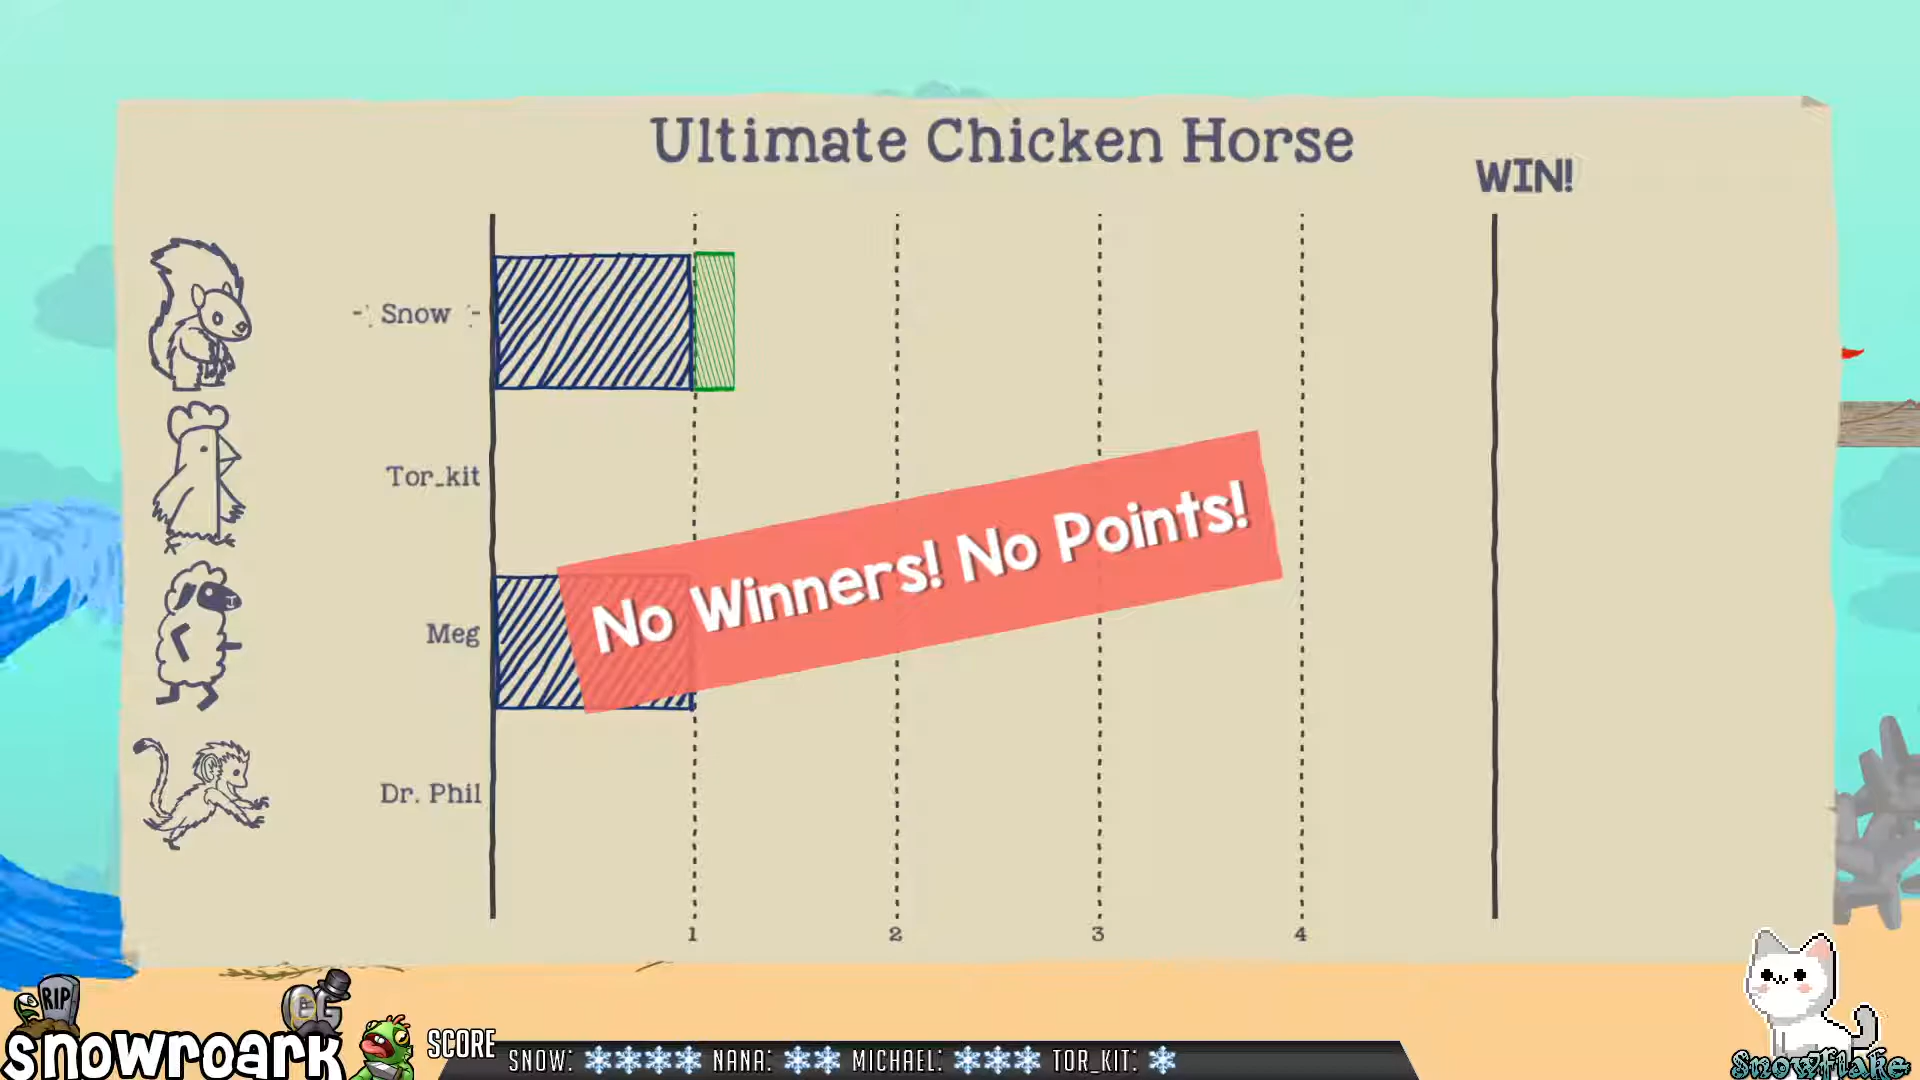 Ultimate Chicken Horse
WIN!
Snow
Tor_kit
No Winners! No Points!
Meg
Dr. Phil
1 2 3 4
RIP
snowroark
SCORE
SNOW: NANA: MICHAEL: TOR_KIT:
Snowflake